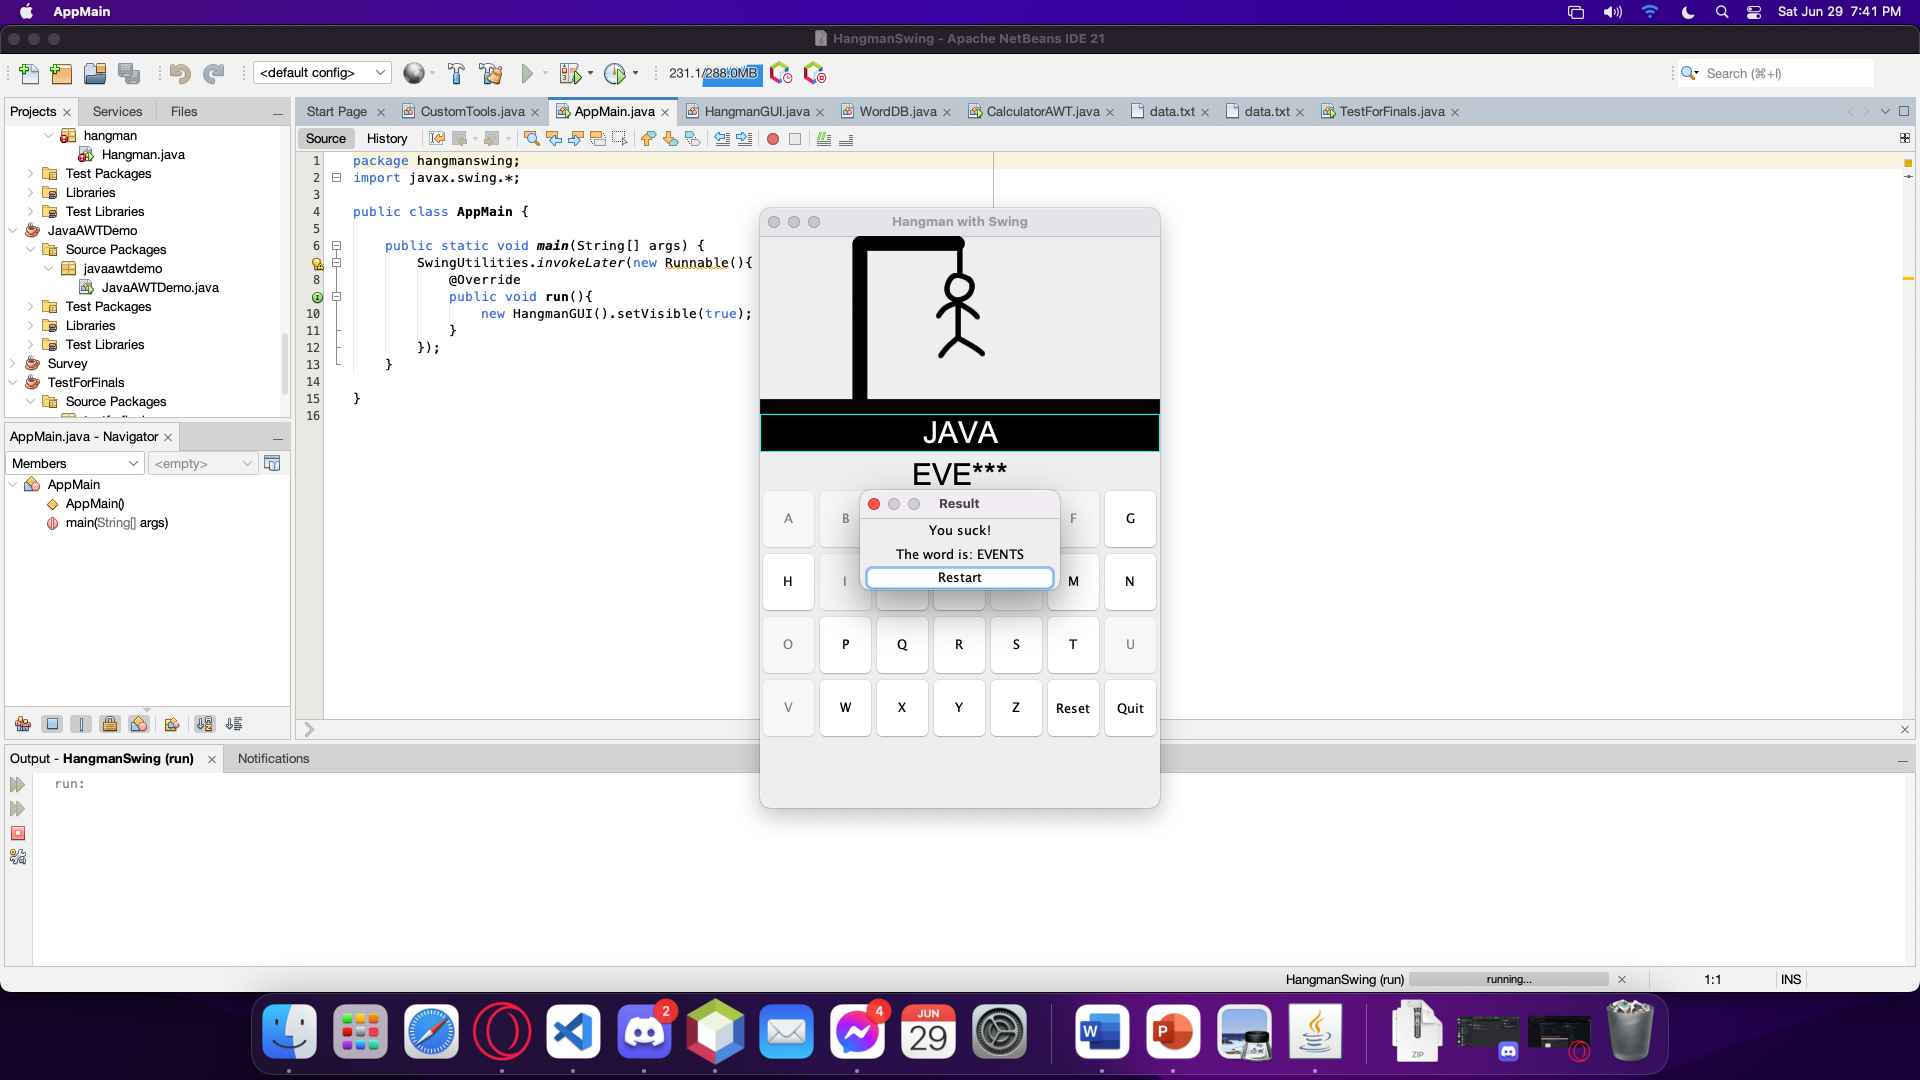 AppMain
Sat Jun 29 7:41 PM
HangmanSwing - Apache NetBeans IDE 21
<default config>
231.1/288.0MB
Search (⌘+I)
Projects
Services
Files
Start Page
CustomTools.java
AppMain.java
HangmanGUI.java
WordDB.java
CalculatorAWT.java
data.txt
data.txt
TestForFinals.java
Source
History
hangman
Hangman.java
Test Packages
Libraries
Test Libraries
JavaAWTDemo
Source Packages
javaawtdemo
JavaAWTDemo.java
Test Packages
Libraries
Test Libraries
Survey
TestForFinals
Source Packages
1 package hangmanswing;
2 import javax.swing.*;
3
4 public class AppMain {
5
6 public static void main(String[] args) {
SwingUtilities.invokeLater(new Runnable(){
8 @Override
public void run(){
10 new HangmanGUI().setVisible(true);
11 }
12 });
13 }
14
15 }
16
Hangman with Swing
JAVA
EVE***
A B F G
H I M N
O P Q R S T U
V W X Y Z Reset Quit
Result
You suck!
The word is: EVENTS
Restart
AppMain.java - Navigator
Members
<empty>
AppMain
AppMain()
main(String[] args)
Output - HangmanSwing (run)
Notifications
run:
HangmanSwing (run)
running...
1:1
INS
2
4
JUN
29
W
P
ZIP